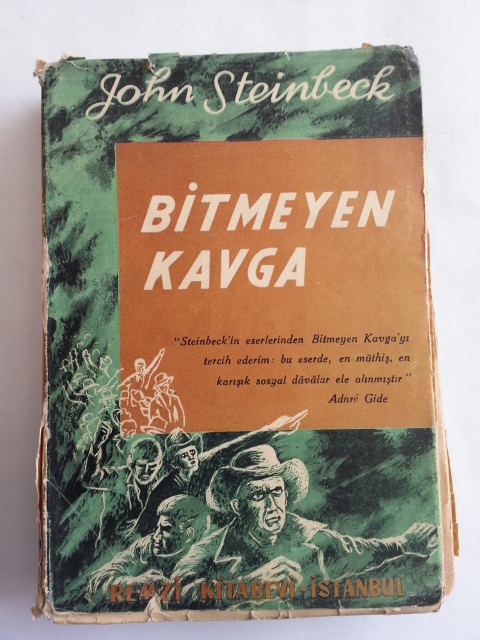 John Steinbeck
BİTMEYEN
KAVGA
"Steinbeck'in eserlerinden Bitmeyen Kavga'yı
tercih ederim: bu eserde, en müthiş, en
karışık sosyal dâvâlar ele alınmıştır"
Adnré Gide
REMZİ KİTABEVİ-İSTANBUL